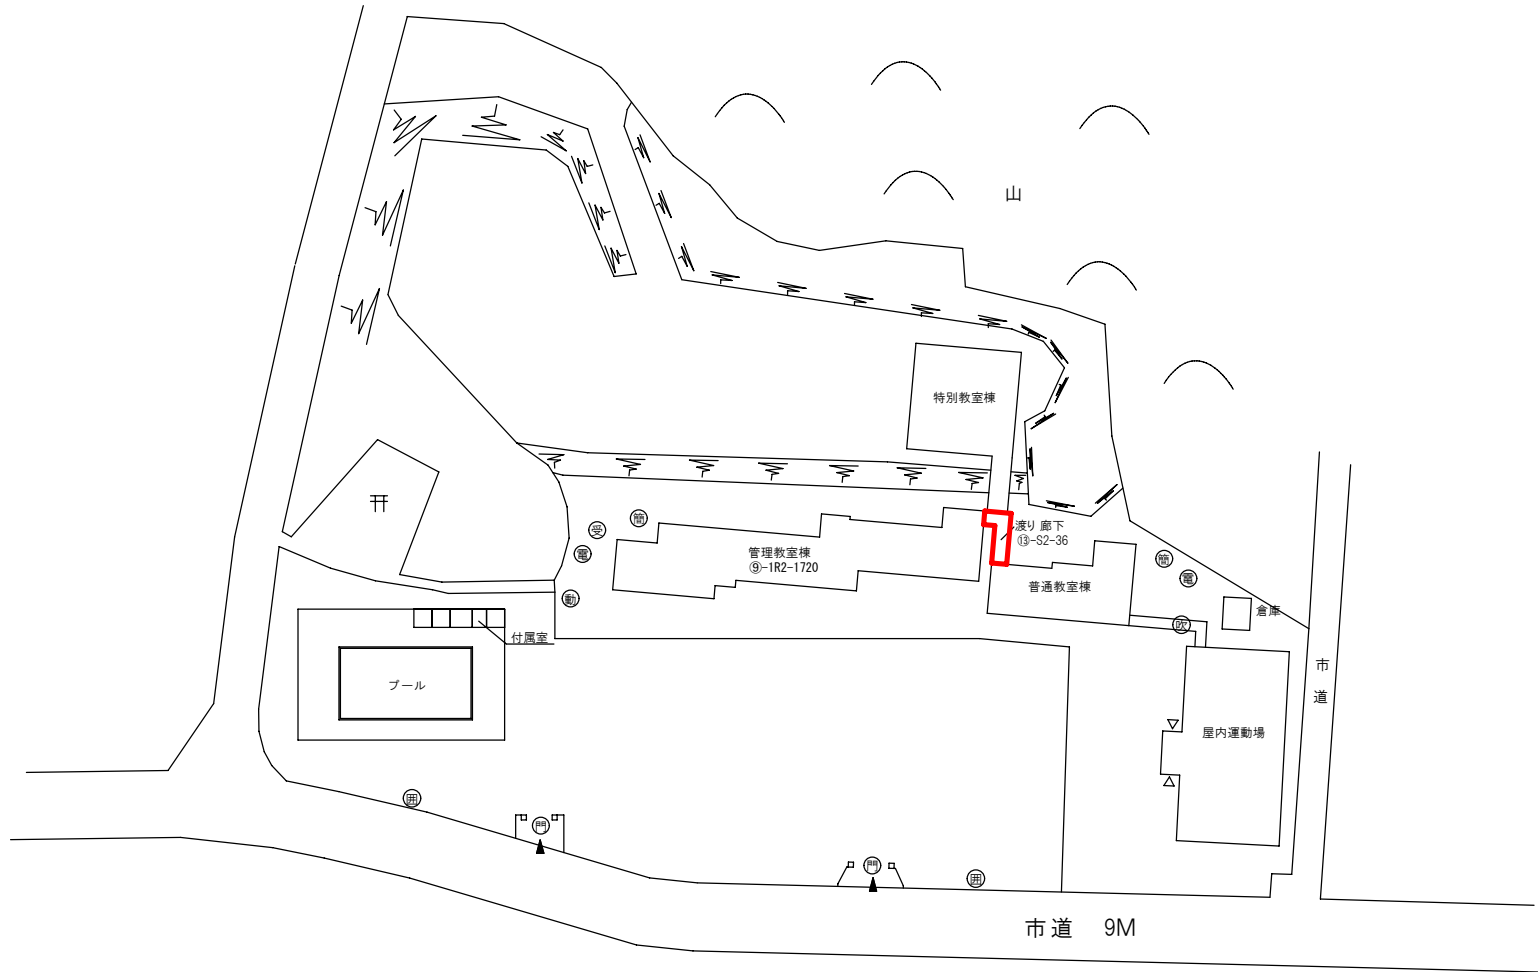 山
特別教室棟
簡
受
電
動
渡り 廊下
⑬-S2-36
管理教室棟
⑨-1R2-1720
普通教室棟
簡
電
吹
倉庫
付属室
プール
市
道
屋内運動場
囲
門
門
囲
市道 9M